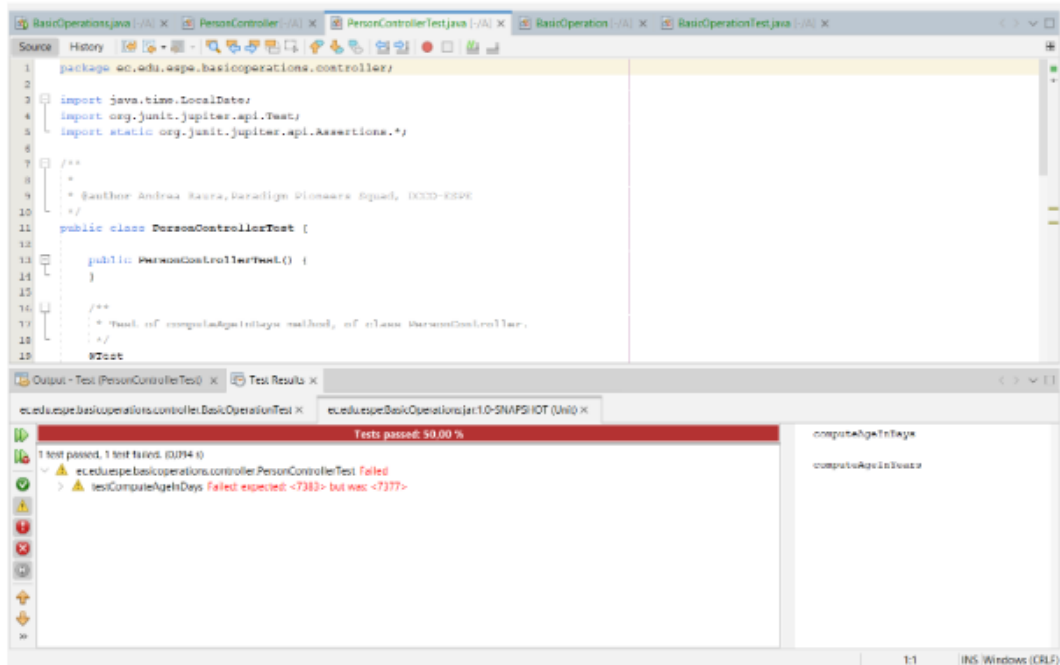 BasicOperations.java [-/A] × PersonController [-/A] × PersonControllerTest.java [-/A] × BasicOperation [-/A] × BasicOperationTest.java [-/A] ×
Source History
1 package ec.edu.espe.basicoperations.controller;
2
3 import java.time.LocalDate;
4 import org.junit.jupiter.api.Test;
5 import static org.junit.jupiter.api.Assertions.*;
6
7 /**
8 *
9 * @author Andrea Paradigm Pioneers Squad, DCCO-ESPE
10 */
11 public class PersonControllerTest {
12
13 public PersonControllerTest() {
14 }
15
16 /**
17 * Test of computeAgeInDays method, of class PersonController.
18 */
19 @Test
Output - Test (PersonControllerTest) × Test Results ×
ec.edu.espe.basicoperations.controller.BasicOperationTest × ec.edu.espe:BasicOperations:jar:1.0-SNAPSHOT (Unit) ×
Tests passed: 50,00 %
1 test passed, 1 test failed. (0,094 s)
ec.edu.espe.basicoperations.controller.PersonControllerTest Failed
testComputeAgeInDays Failed: expected: <7383> but was: <7377>
computeAgeInDays
computeAgeInYears
1:1 INS Windows (CRLF)